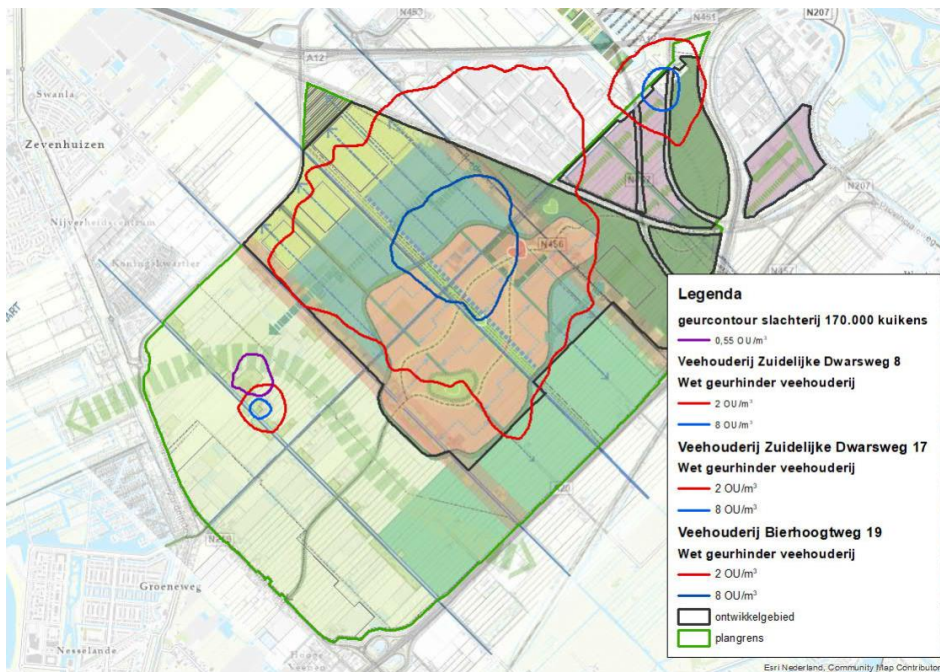 N453
N451
N207
A12
Swanla
Zevenhuizen
N207
Nijverheidscentrum
Koningskwartier
N456
N457
Groeneweg
Nesselande
Legenda
geurcontour slachterij 170.000 kuikens
0,55 OU/m³
Veehouderij Zuidelijke Dwarsweg 8
Wet geurhinder veehouderij
2 OU/m³
8 OU/m³
Veehouderij Zuidelijke Dwarsweg 17
Wet geurhinder veehouderij
2 OU/m³
8 OU/m³
Veehouderij Bierhoogtweg 19
Wet geurhinder veehouderij
2 OU/m³
8 OU/m³
ontwikkelgebied
plangrens
Esri Nederland, Community Map Contributor